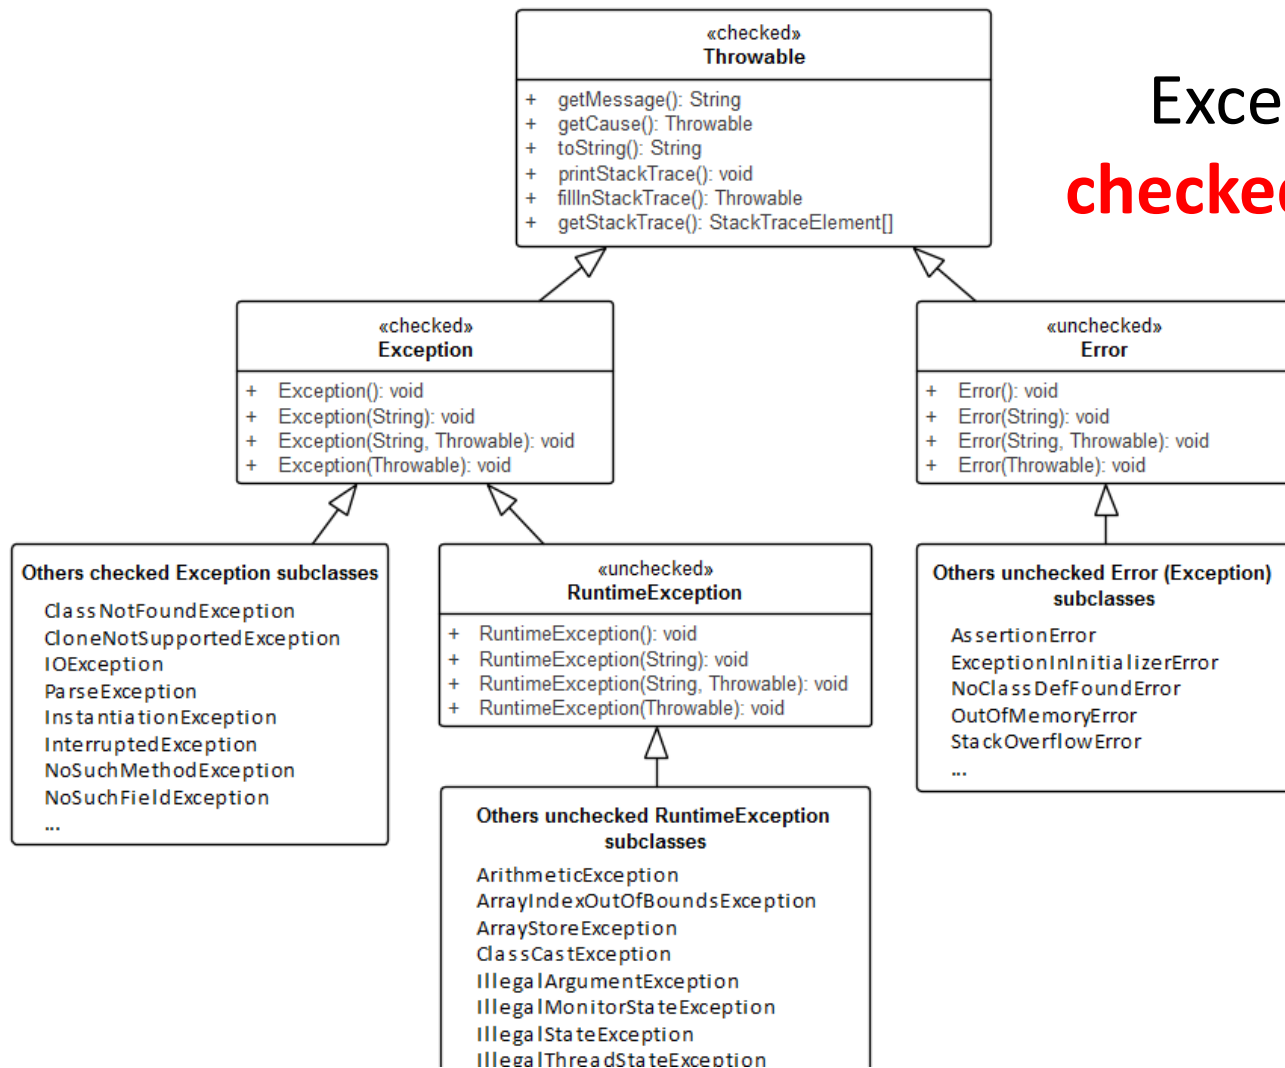 «checked»
Throwable
+ getMessage(): String
+ getCause(): Throwable
+ toString(): String
+ printStackTrace(): void
+ fillInStackTrace(): Throwable
+ getStackTrace(): StackTraceElement[]
Exce
checked
«checked»
Exception
+ Exception(): void
+ Exception(String): void
+ Exception(String, Throwable): void
+ Exception(Throwable): void
«unchecked»
Error
+ Error(): void
+ Error(String): void
+ Error(String, Throwable): void
+ Error(Throwable): void
Others checked Exception subclasses
ClassNotFoundException
CloneNotSupportedException
IOException
ParseException
InstantiationException
InterruptedException
NoSuchMethodException
NoSuchFieldException
...
«unchecked»
RuntimeException
+ RuntimeException(): void
+ RuntimeException(String): void
+ RuntimeException(String, Throwable): void
+ RuntimeException(Throwable): void
Others unchecked Error (Exception)
subclasses
AssertionError
ExceptionInInitializerError
NoClassDefFoundError
OutOfMemoryError
StackOverflowError
...
Others unchecked RuntimeException
subclasses
ArithmeticException
ArrayIndexOutOfBoundsException
ArrayStoreException
ClassCastException
IllegalArgumentException
IllegalMonitorStateException
IllegalStateException
IllegalThreadStateException